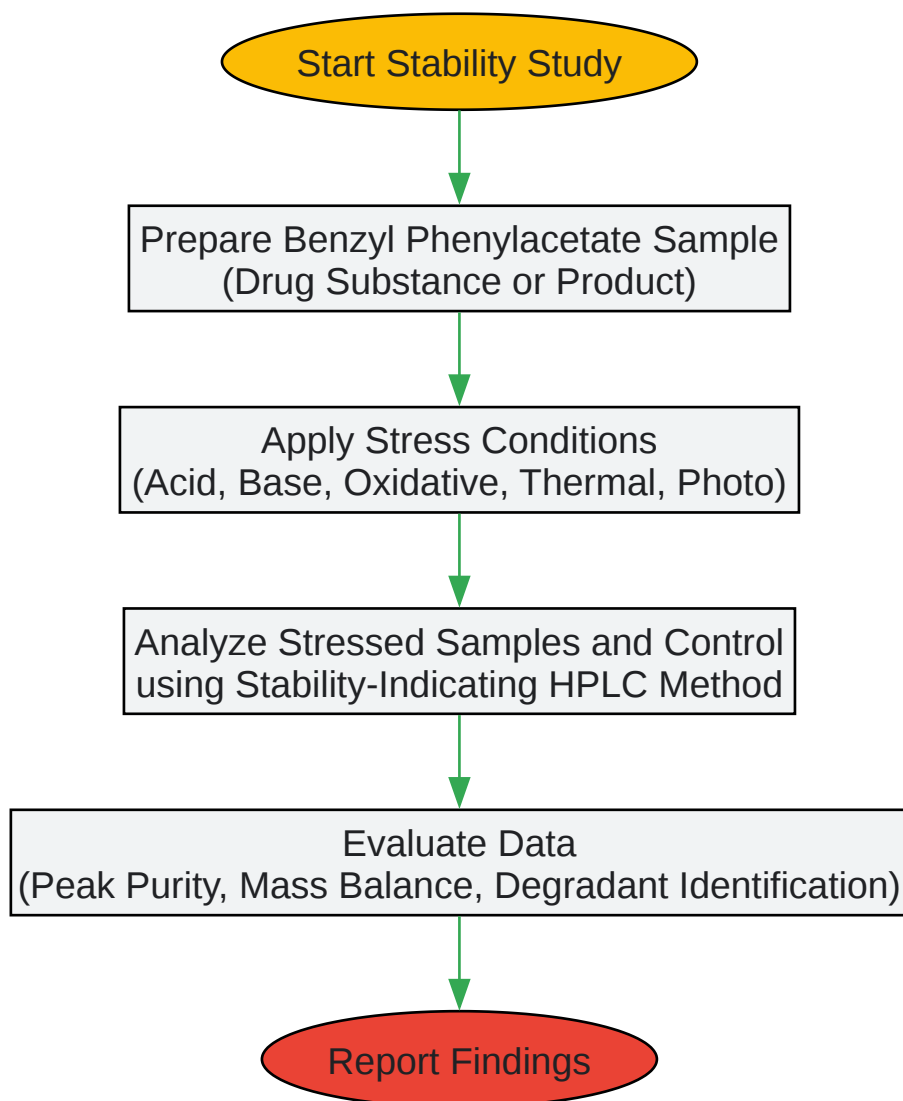 Start Stability Study
Prepare Benzyl Phenylacetate Sample
(Drug Substance or Product)
Apply Stress Conditions
(Acid, Base, Oxidative, Thermal, Photo)
Analyze Stressed Samples and Control
using Stability-Indicating HPLC Method
Evaluate Data
(Peak Purity, Mass Balance, Degradant Identification)
Report Findings